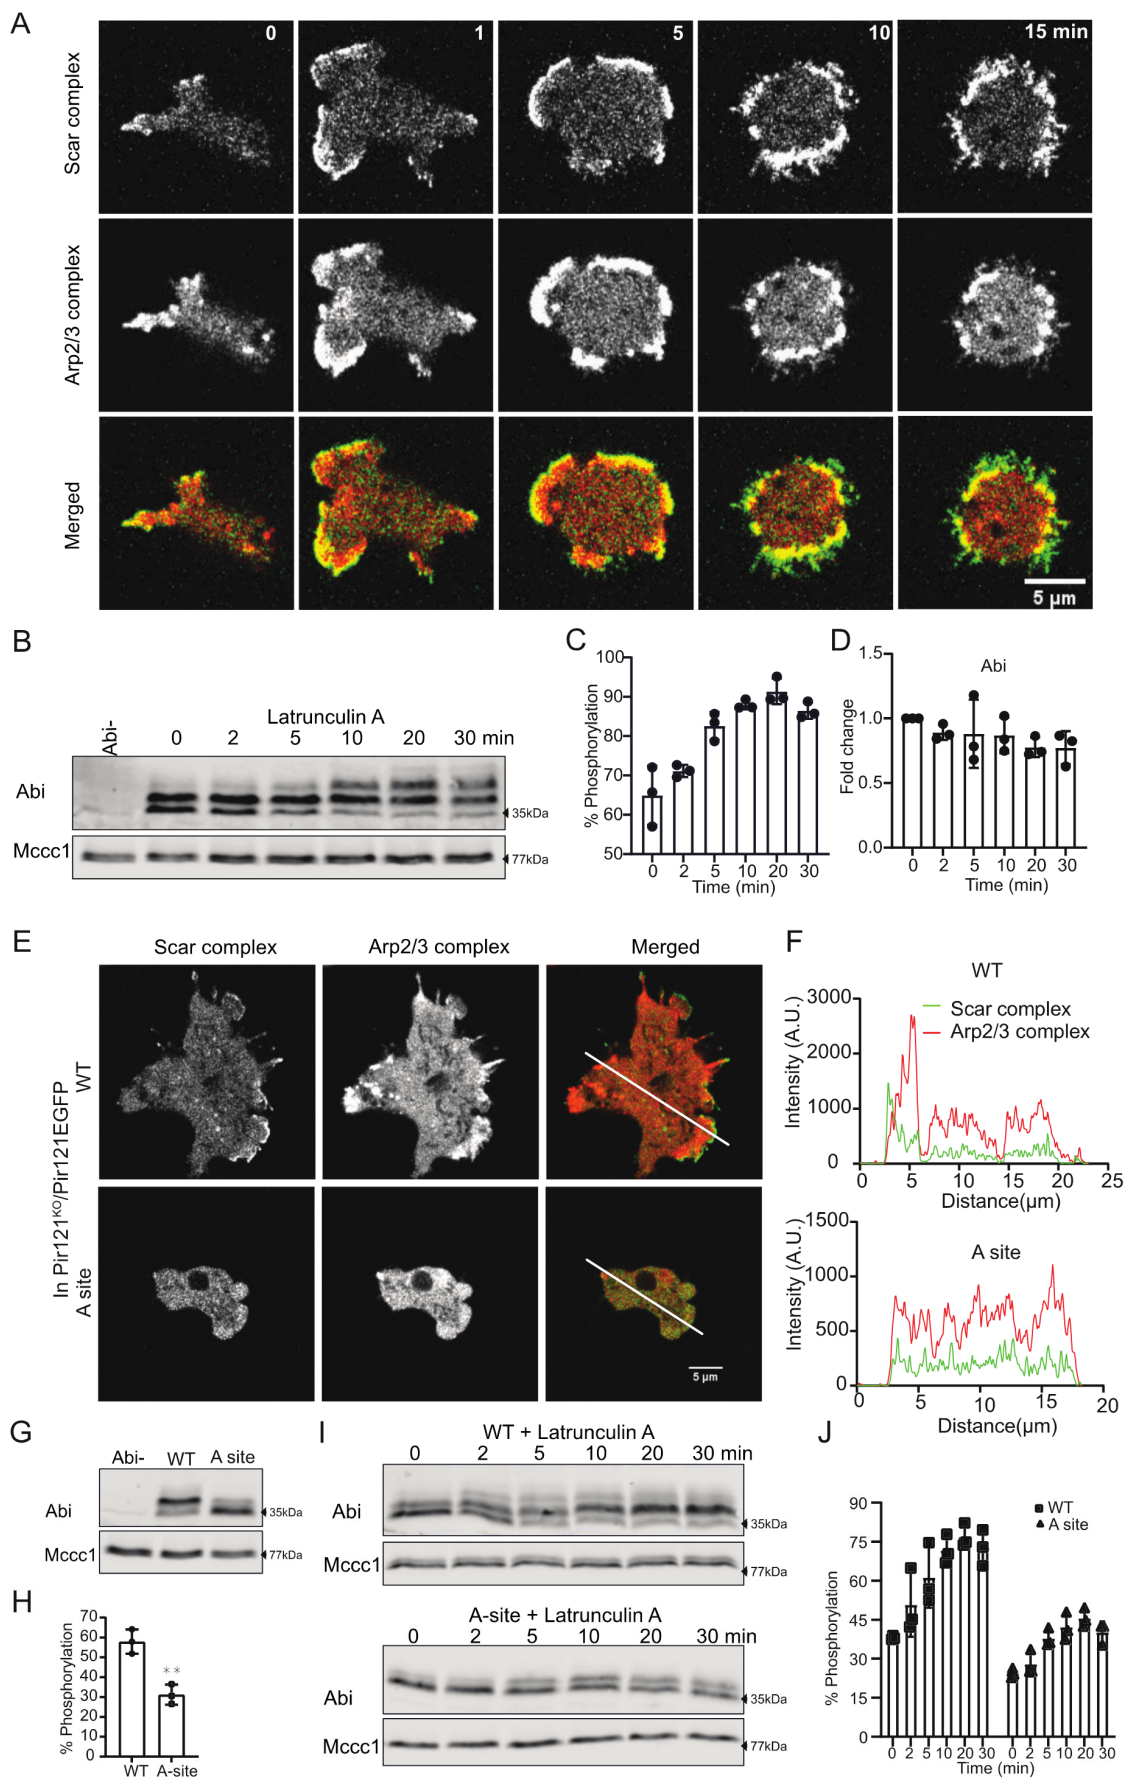 A
0
1
5
10
15 min
Scar complex
Arp2/3 complex
Merged
5 µm
B
Latrunculin A
Abi-
0 2 5 10 20 30 min
Abi
35kDa
Mccc1
77kDa
C
% Phosphorylation
100
90
80
70
60
50
0 2 5 10 20 30
Time (min)
D
Abi
Fold change
1.5
1.0
0.5
0.0
0 2 5 10 20 30
Time (min)
E
Scar complex
Arp2/3 complex
Merged
In Pir121KO/Pir121EGFP
WT
A site
5 µm
F
WT
Scar complex
Arp2/3 complex
Intensity (A.U.)
3000
2000
1000
0
0 5 10 15 20 25
Distance(µm)
A site
Intensity (A.U.)
1500
1000
500
0
0 5 10 15 20
Distance(µm)
G
Abi- WT A site
Abi
35kDa
Mccc1
77kDa
H
% Phosphorylation
70
60
50
40
30
20
10
0
**
WT A-site
I
WT + Latrunculin A
0 2 5 10 20 30 min
Abi
35kDa
Mccc1
77kDa
A-site + Latrunculin A
0 2 5 10 20 30 min
Abi
35kDa
Mccc1
77kDa
J
WT
A site
% Phosphorylation
90
75
60
45
30
15
0
0 2 5 10 20 30 0 2 5 10 20 30
Time (min)